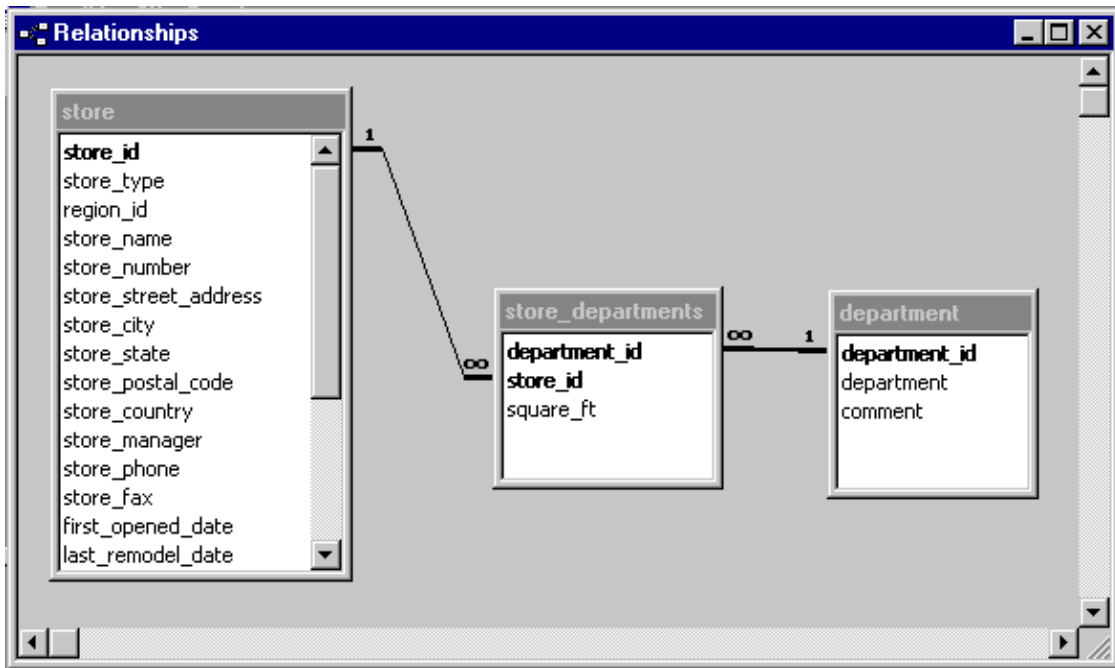 Relationships
store
store_id
store_type
region_id
store_name
store_number
store_street_address
store_city
store_state
store_postal_code
store_country
store_manager
store_phone
store_fax
first_opened_date
last_remodel_date
1
∞
store_departments
department_id
store_id
square_ft
∞
1
department
department_id
department
comment